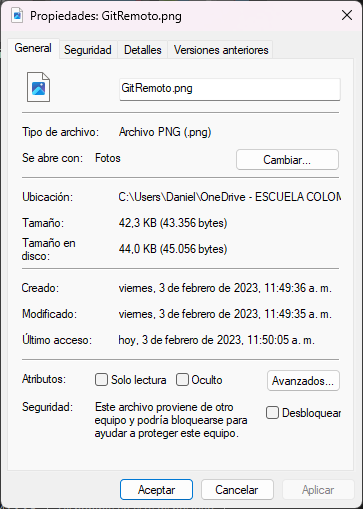 Propiedades: GitRemoto.png
General Seguridad Detalles Versiones anteriores
GitRemoto.png
Tipo de archivo: Archivo PNG (.png)
Se abre con: Fotos Cambiar...
Ubicación: C:\Users\Daniel\OneDrive - ESCUELA COLOM
Tamaño: 42,3 KB (43.356 bytes)
Tamaño en disco: 44,0 KB (45.056 bytes)
Creado: viernes, 3 de febrero de 2023, 11:49:36 a. m.
Modificado: viernes, 3 de febrero de 2023, 11:49:35 a. m.
Último acceso: hoy, 3 de febrero de 2023, 11:50:05 a. m.
Atributos: Solo lectura Oculto Avanzados...
Seguridad: Este archivo proviene de otro
equipo y podría bloquearse para
ayudar a proteger este equipo.
Desbloquear
Aceptar Cancelar Aplicar